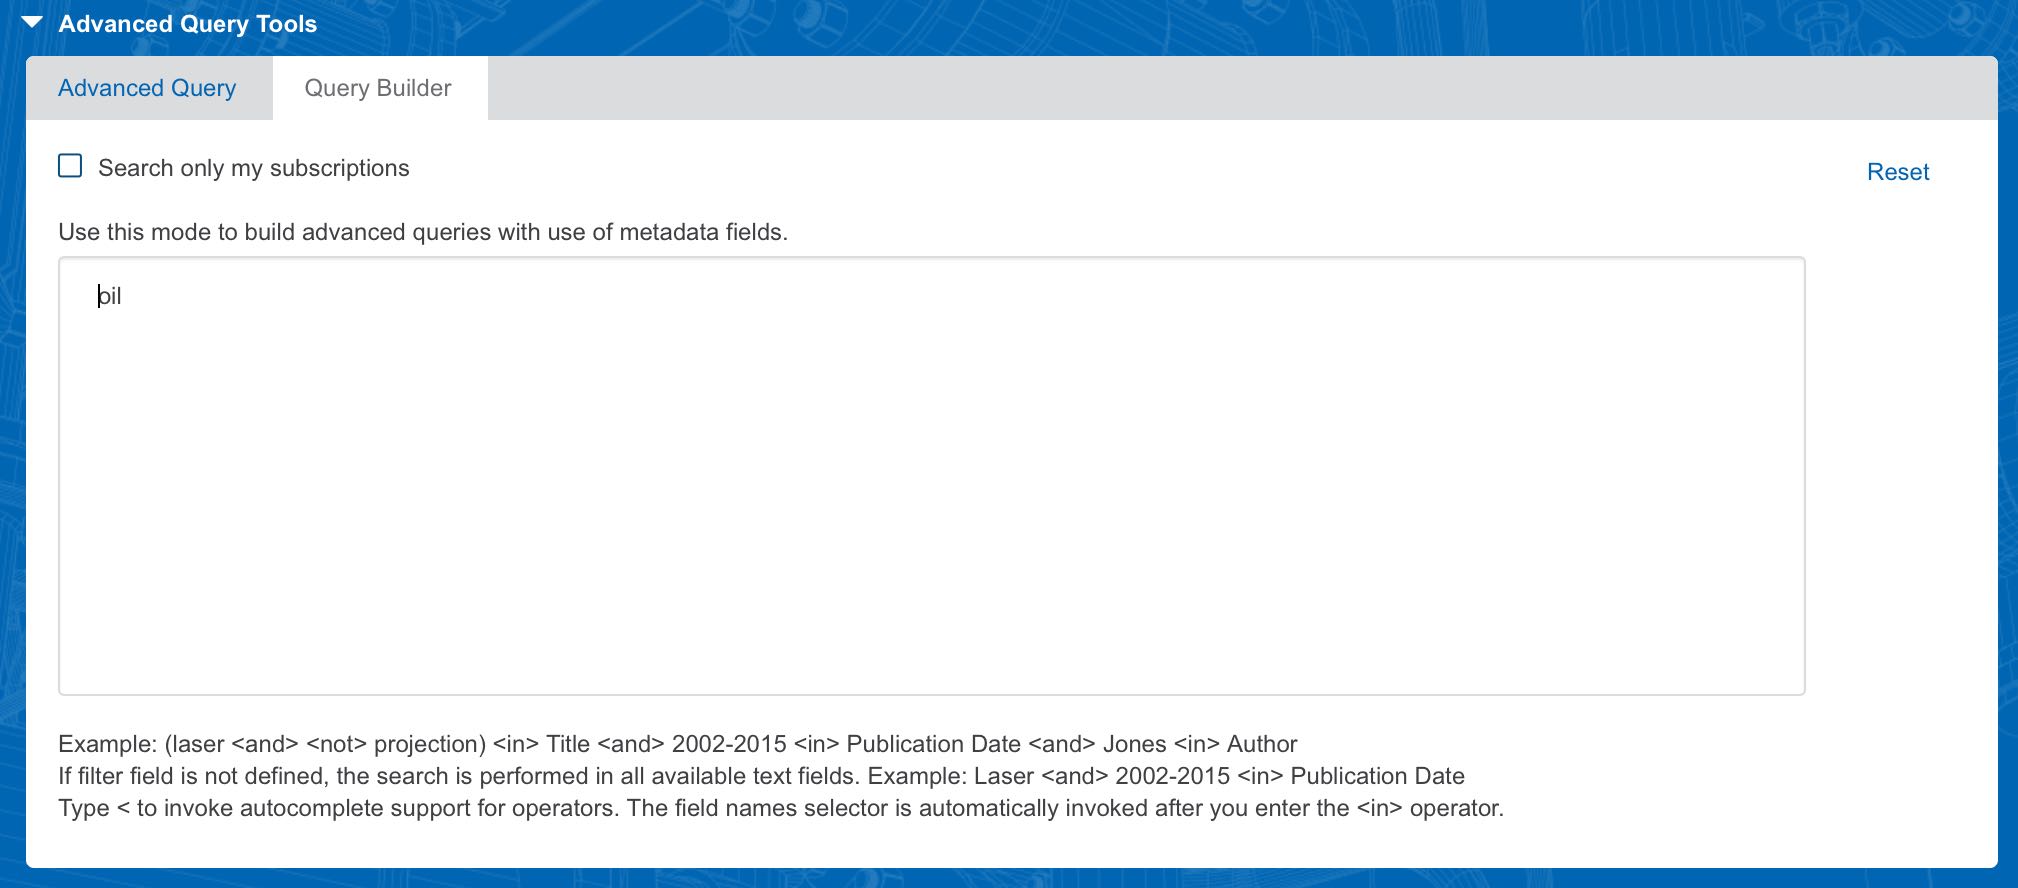 Advanced Query Tools
Advanced Query
Query Builder
Search only my subscriptions
Reset
Use this mode to build advanced queries with use of metadata fields.
oil
Example: (laser <and> <not> projection) <in> Title <and> 2002-2015 <in> Publication Date <and> Jones <in> Author
If filter field is not defined, the search is performed in all available text fields. Example: Laser <and> 2002-2015 <in> Publication Date
Type < to invoke autocomplete support for operators. The field names selector is automatically invoked after you enter the <in> operator.